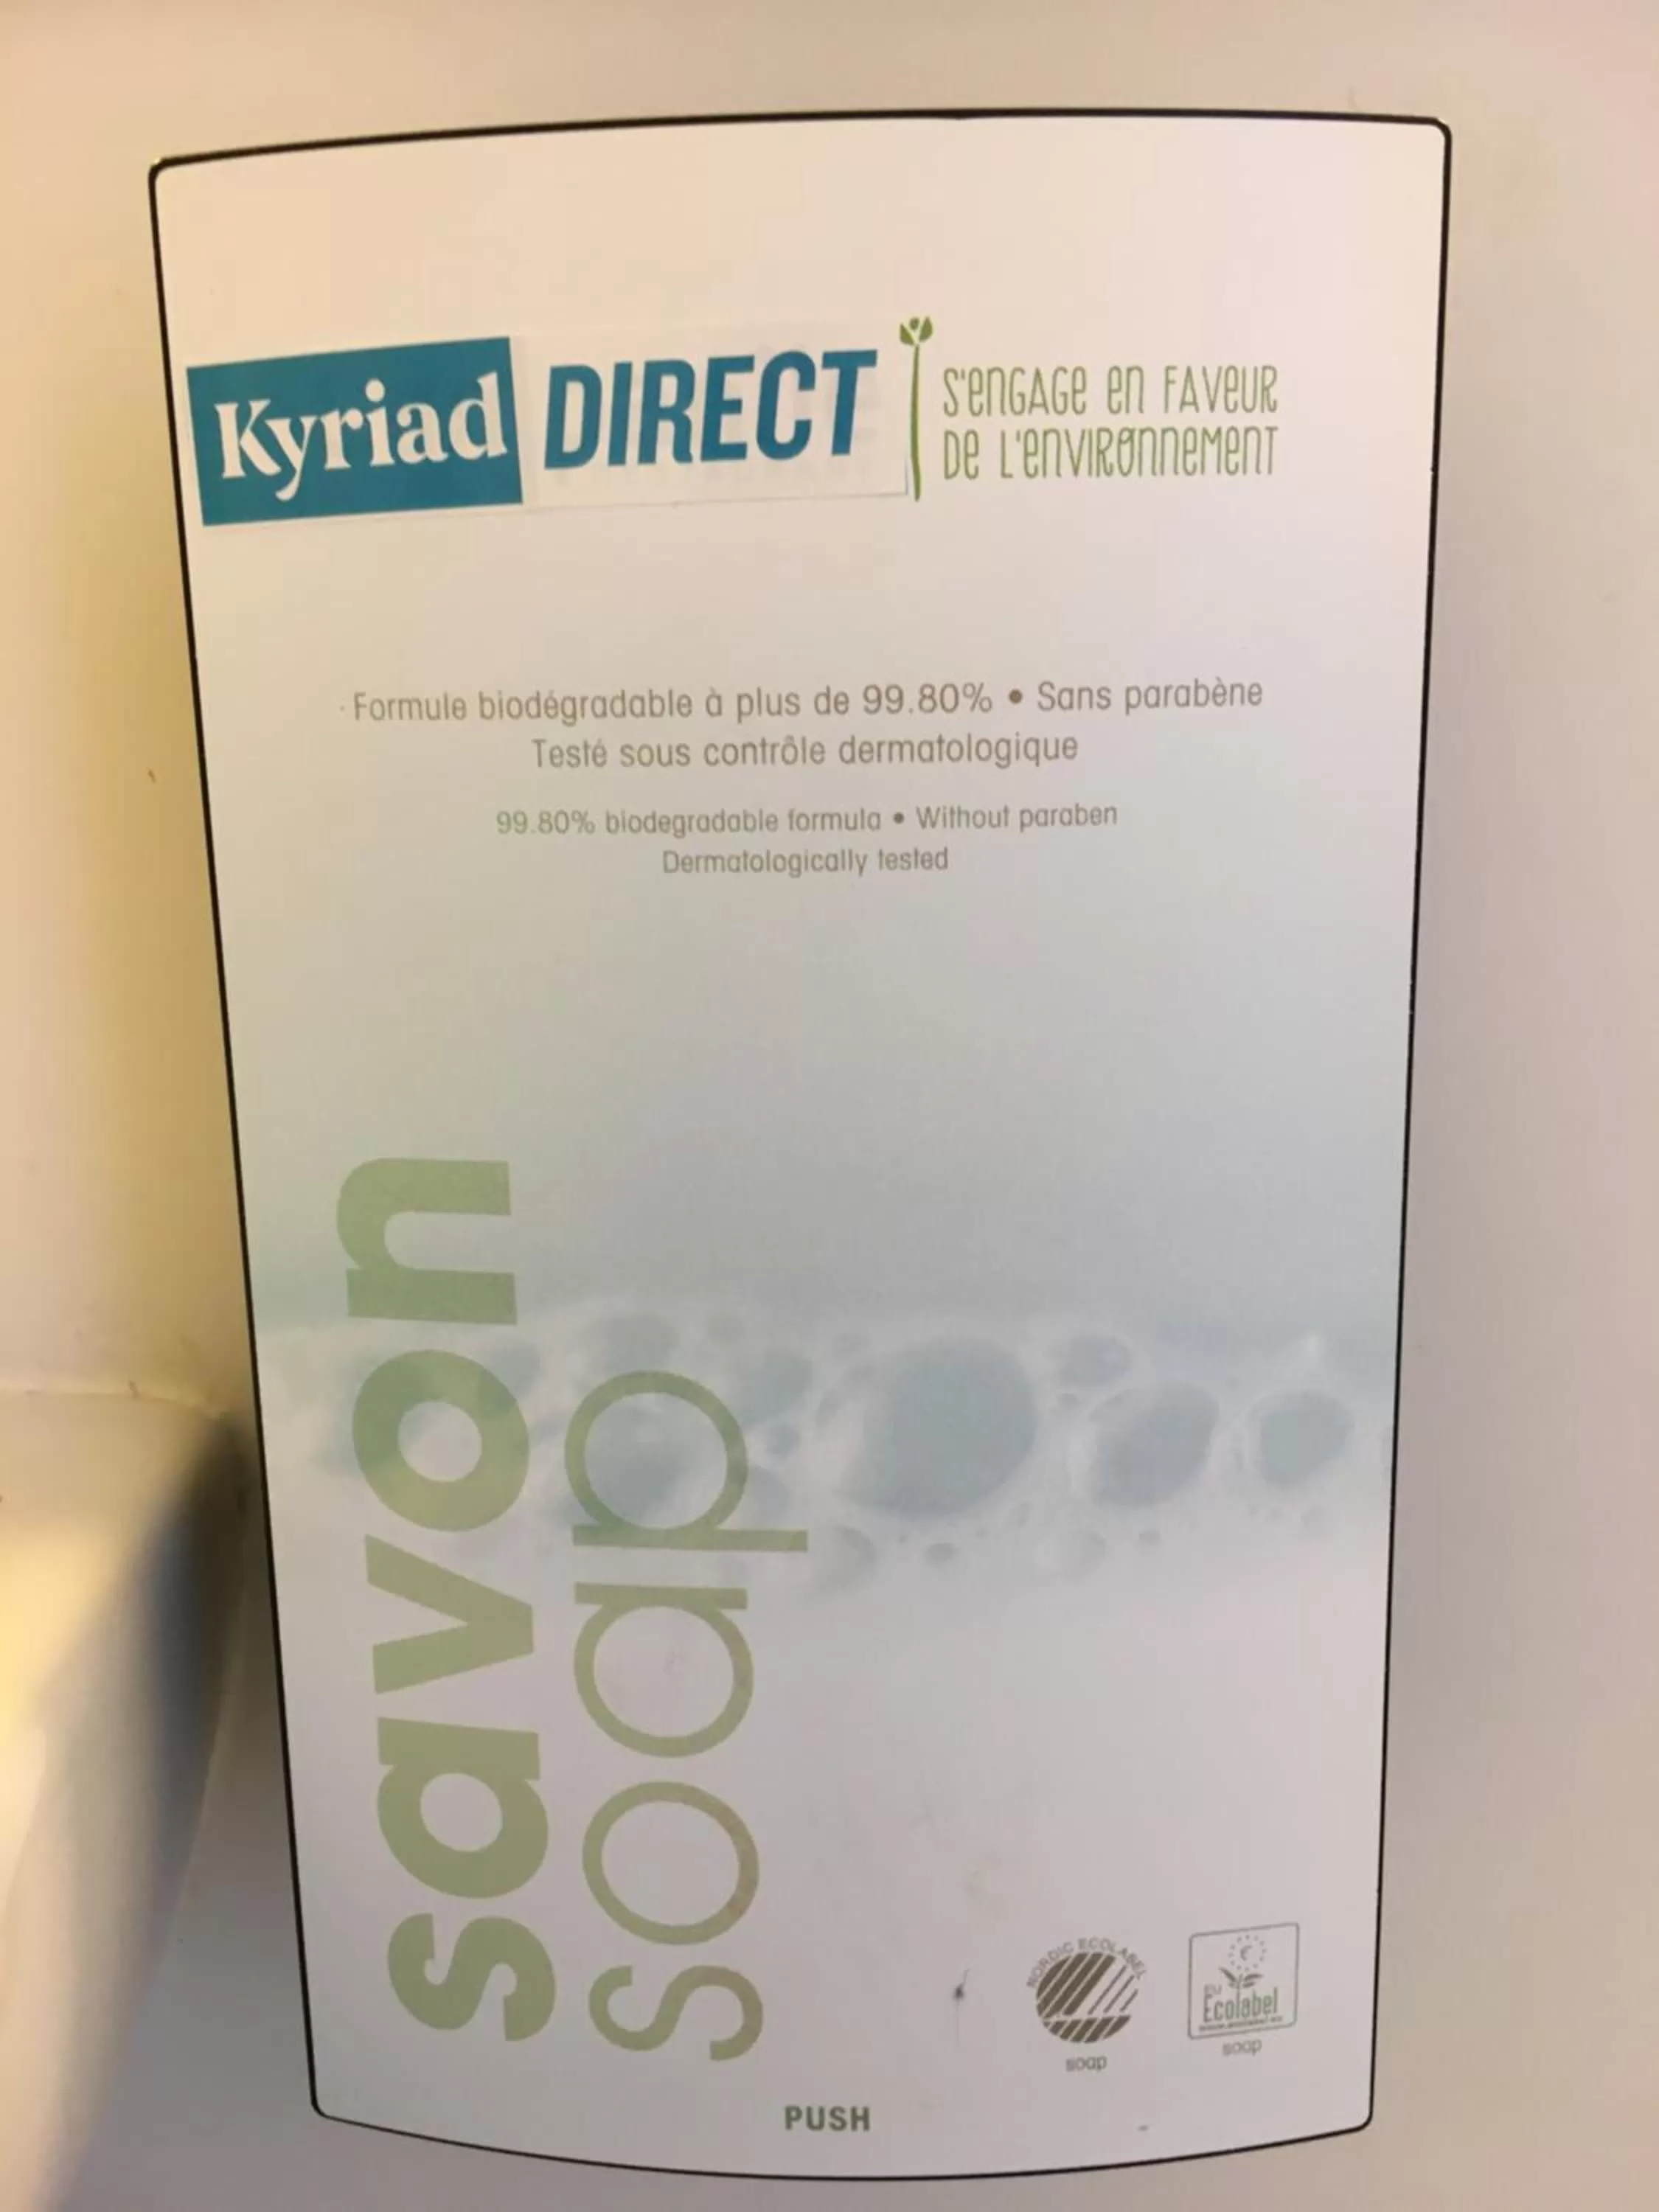 Kyriad DIRECT
S'ENGAGE EN FAVEUR
DE L'ENVIRONNEMENT
· Formule biodégradable à plus de 99.80% • Sans parabène
Testé sous contrôle dermatologique
99.80% biodegradable formula • Without paraben
Dermatologically tested
savon
soap
NORDIC ECOLABEL
soap
EU
Ecolabel
soap
PUSH